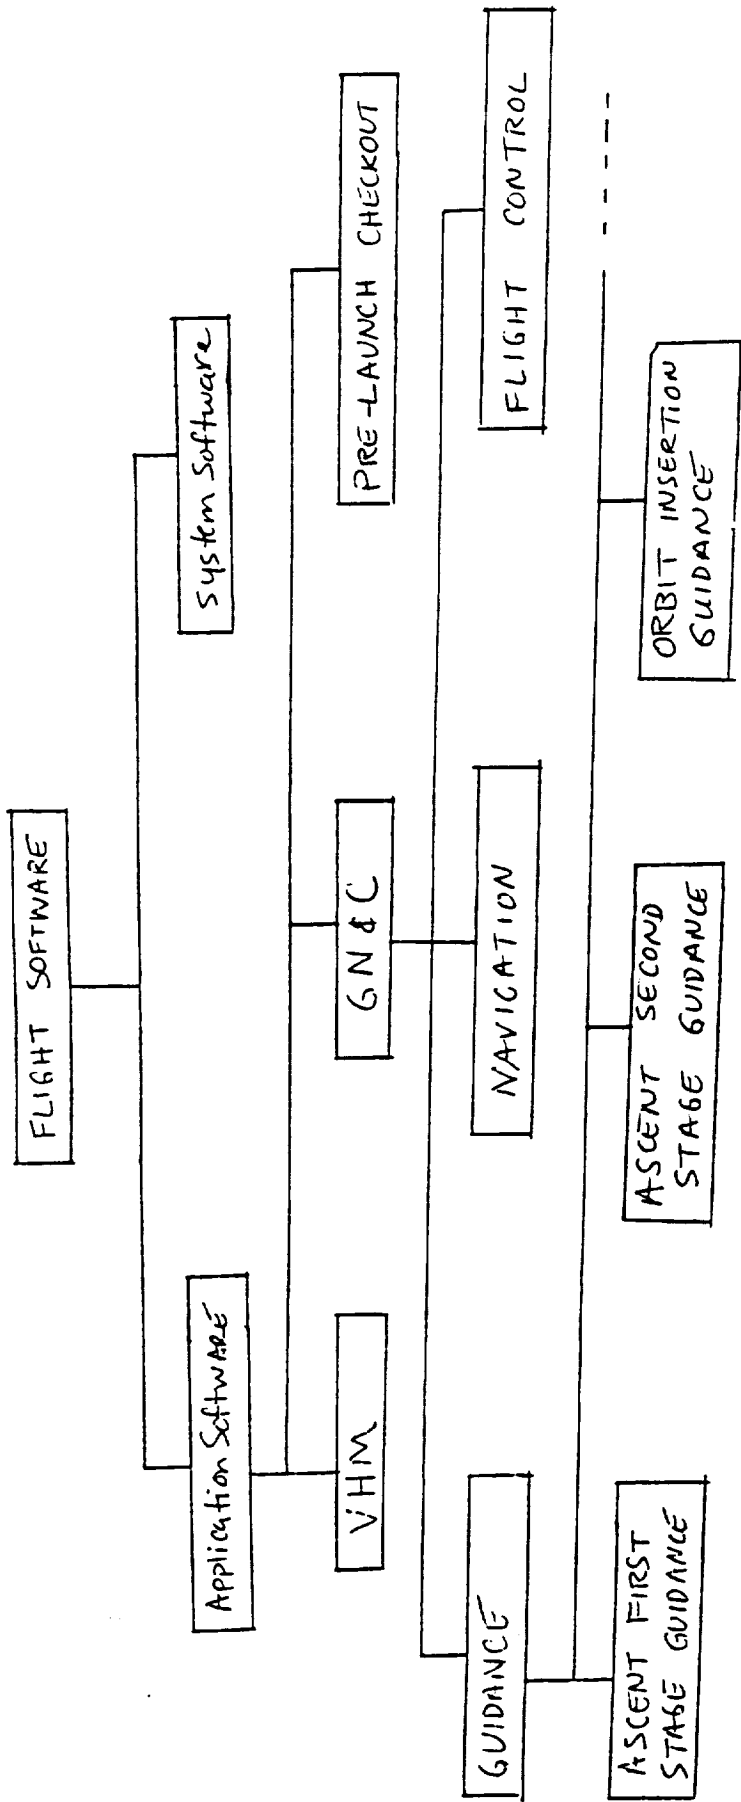 FLIGHT SOFTWARE
Application SoftWARE
System Software
VHM
GN & C
PRE-LAUNCH CHECKOUT
GUIDANCE
NAVIGATION
FLIGHT CONTROL
ASCENT FIRST
STAGE GUIDANCE
ASCENT SECOND
STAGE GUIDANCE
ORBIT INSERTION
GUIDANCE